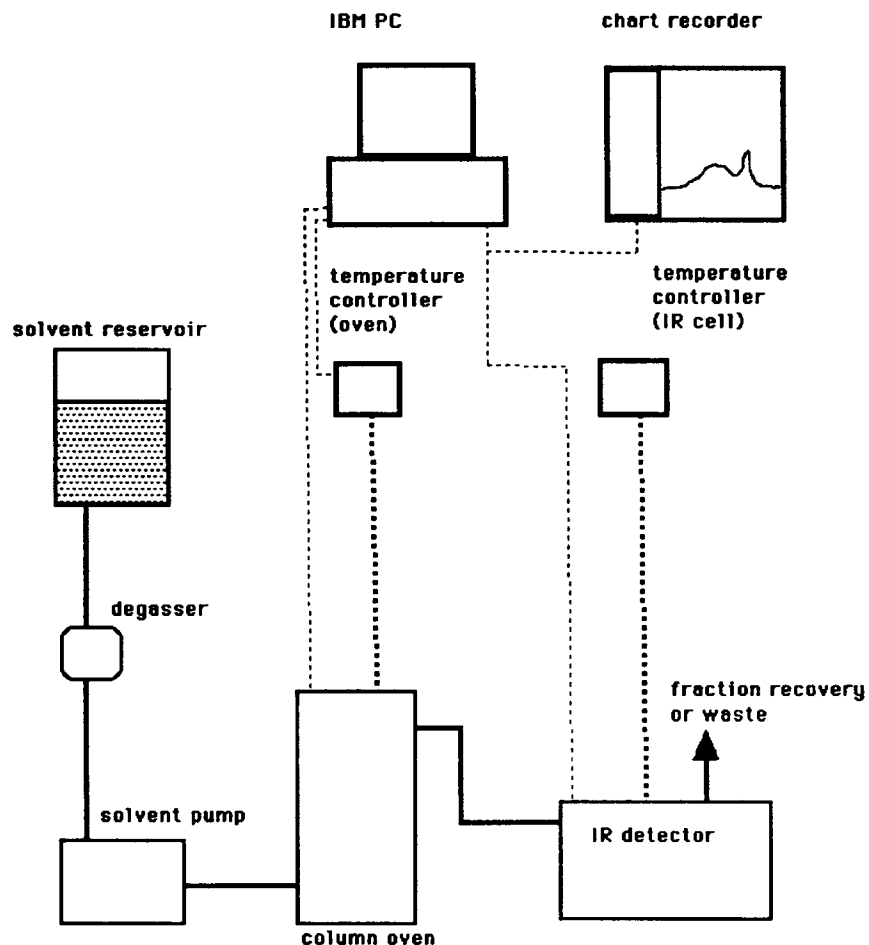 IBM PC
chart recorder
temperature
controller
(oven)
temperature
controller
(IR cell)
solvent reservoir
degasser
fraction recovery
or waste
solvent pump
IR detector
column oven